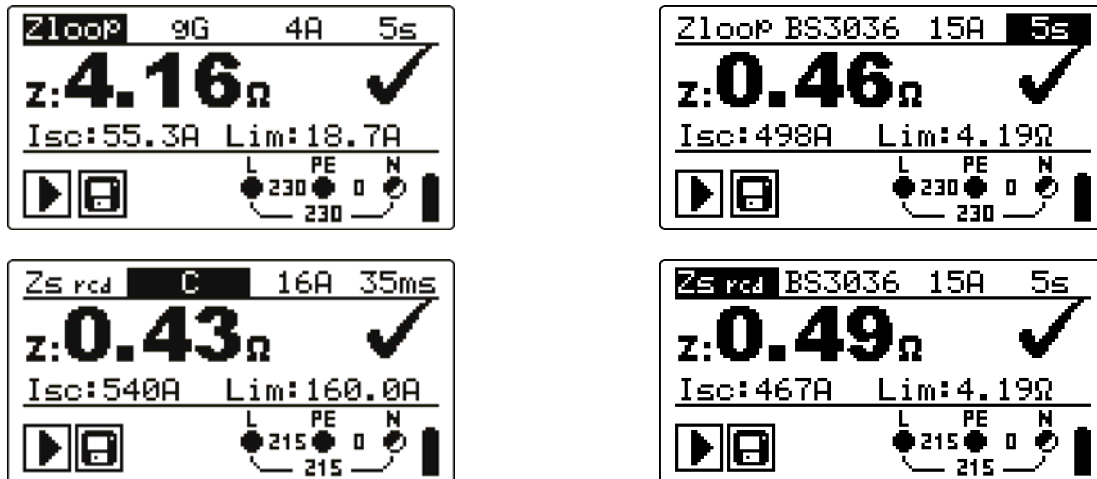 Zloop gG 4A 5s
Z:4.16Ω
Isc:55.3A Lim:18.7A
L PE N
230 0
230
Zloop BS3036 15A 5s
Z:0.46Ω
Isc:498A Lim:4.19Ω
L PE N
230 0
230
Zs rcd C 16A 35ms
Z:0.43Ω
Isc:540A Lim:160.0A
L PE N
215 0
215
Zs rcd BS3036 15A 5s
Z:0.49Ω
Isc:467A Lim:4.19Ω
L PE N
215 0
215